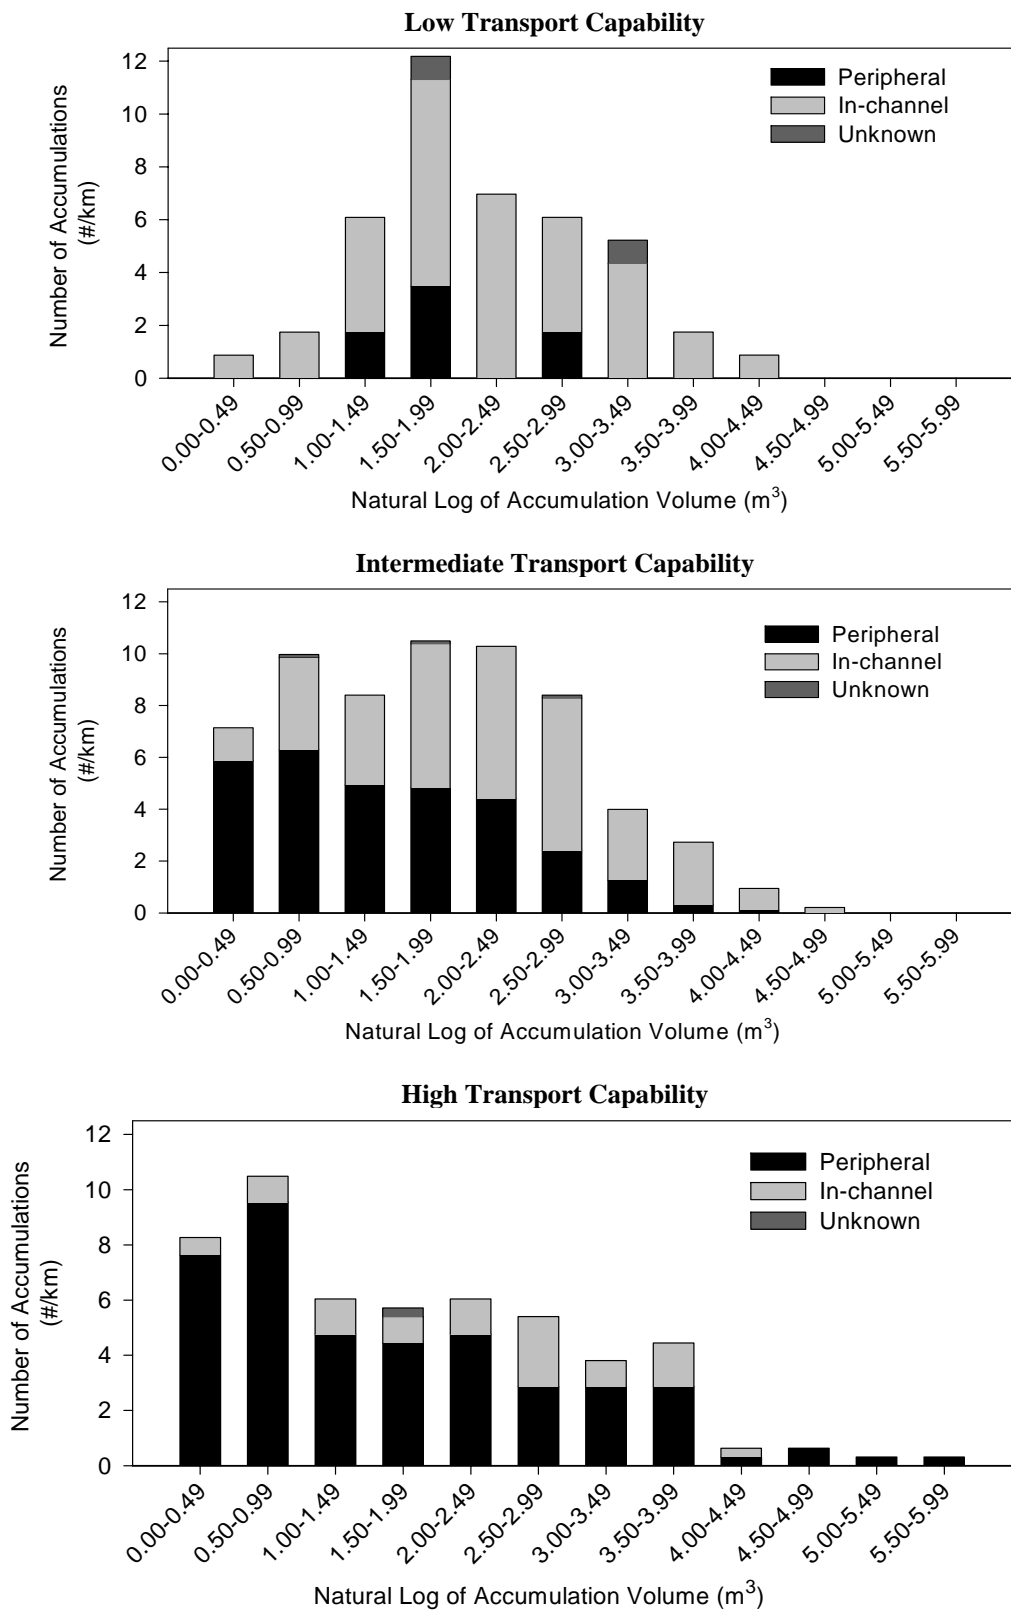 Low Transport Capability
Number of Accumulations
(#/km)
12
10
8
6
4
2
0
Peripheral
In-channel
Unknown
0.00-0.49
0.50-0.99
1.00-1.49
1.50-1.99
2.00-2.49
2.50-2.99
3.00-3.49
3.50-3.99
4.00-4.49
4.50-4.99
5.00-5.49
5.50-5.99
Natural Log of Accumulation Volume (m³)
Intermediate Transport Capability
Number of Accumulations
(#/km)
12
10
8
6
4
2
0
Peripheral
In-channel
Unknown
0.00-0.49
0.50-0.99
1.00-1.49
1.50-1.99
2.00-2.49
2.50-2.99
3.00-3.49
3.50-3.99
4.00-4.49
4.50-4.99
5.00-5.49
5.50-5.99
Natural Log of Accumulation Volume (m³)
High Transport Capability
Number of Accumulations
(#/km)
12
10
8
6
4
2
0
Peripheral
In-channel
Unknown
0.00-0.49
0.50-0.99
1.00-1.49
1.50-1.99
2.00-2.49
2.50-2.99
3.00-3.49
3.50-3.99
4.00-4.49
4.50-4.99
5.00-5.49
5.50-5.99
Natural Log of Accumulation Volume (m³)